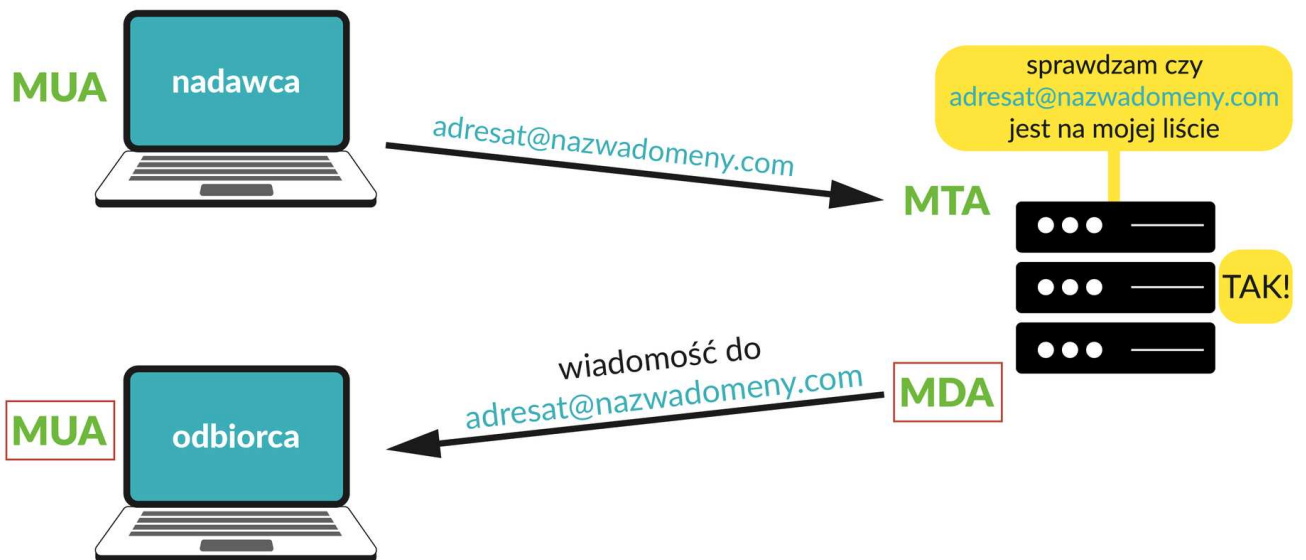 MUA
nadawca
adresat@nazwadomeny.com
sprawdzam czy
adresat@nazwadomeny.com
jest na mojej liście
MTA
TAK!
wiadomość do
adresat@nazwadomeny.com
MDA
MUA
odbiorca